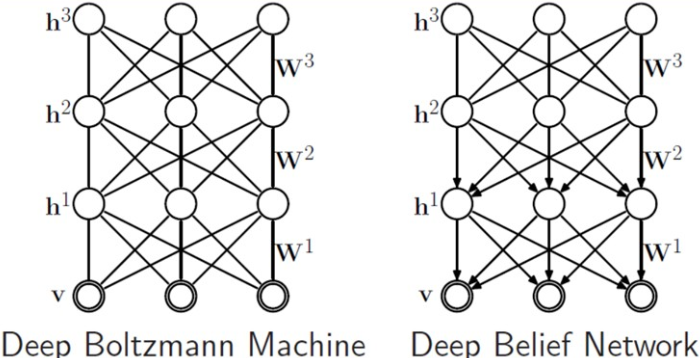 h³ h³
W³ W³
h² h²
W² W²
h¹ h¹
W¹ W¹
v v
Deep Boltzmann Machine Deep Belief Network